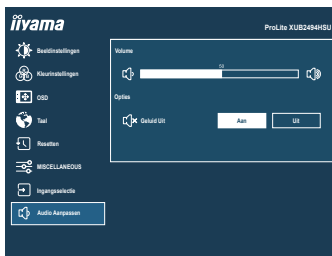 iiyama
ProLite XUB2494HSU
Beeldinstellingen
Kleurinstellingen
OSD
Taal
Resetten
MISCELLANEOUS
Ingangsselectie
Audio Aanpassen
Volume
50
Opties
Geluid Uit
Aan
Uit